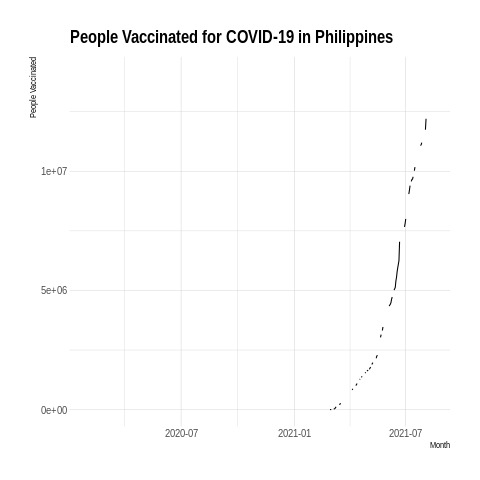 People Vaccinated for COVID-19 in Philippines
People Vaccinated
1e+07
5e+06
0e+00
2020-07
2021-01
2021-07
Month